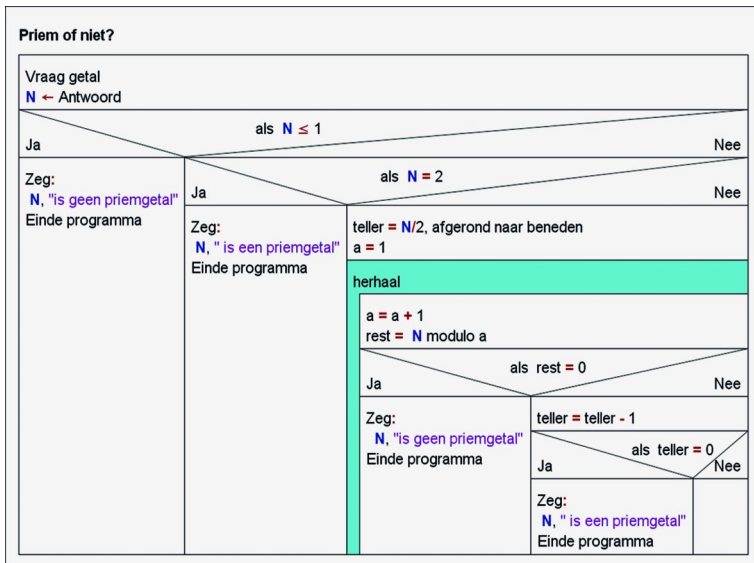 Priem of niet?
Vraag getal
N ← Antwoord
als N ≤ 1
Ja
Nee
Zeg:
N, "is geen priemgetal"
Einde programma
als N = 2
Ja
Nee
Zeg:
N, " is een priemgetal"
Einde programma
teller = N/2, afgerond naar beneden
a = 1
herhaal
a = a + 1
rest = N modulo a
als rest = 0
Ja
Nee
Zeg:
N, "is geen priemgetal"
Einde programma
teller = teller - 1
als teller = 0
Ja
Nee
Zeg:
N, " is een priemgetal"
Einde programma